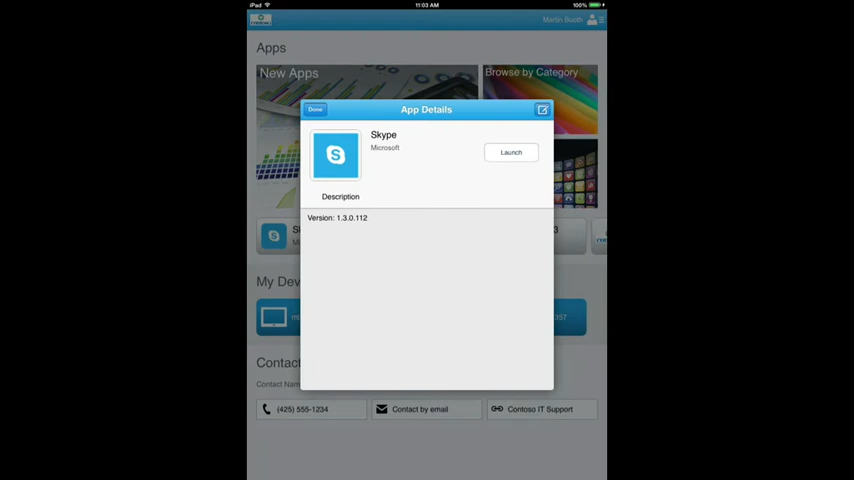 iPad
11:03 AM
100%
Martin Booth
Apps
New Apps
Browse by Category
Done
App Details
Skype
Microsoft
Launch
Description
Version: 1.3.0.112
3
My Dev
357
Contact
Contact Nam
(425) 555-1234
Contact by email
Contoso IT Support